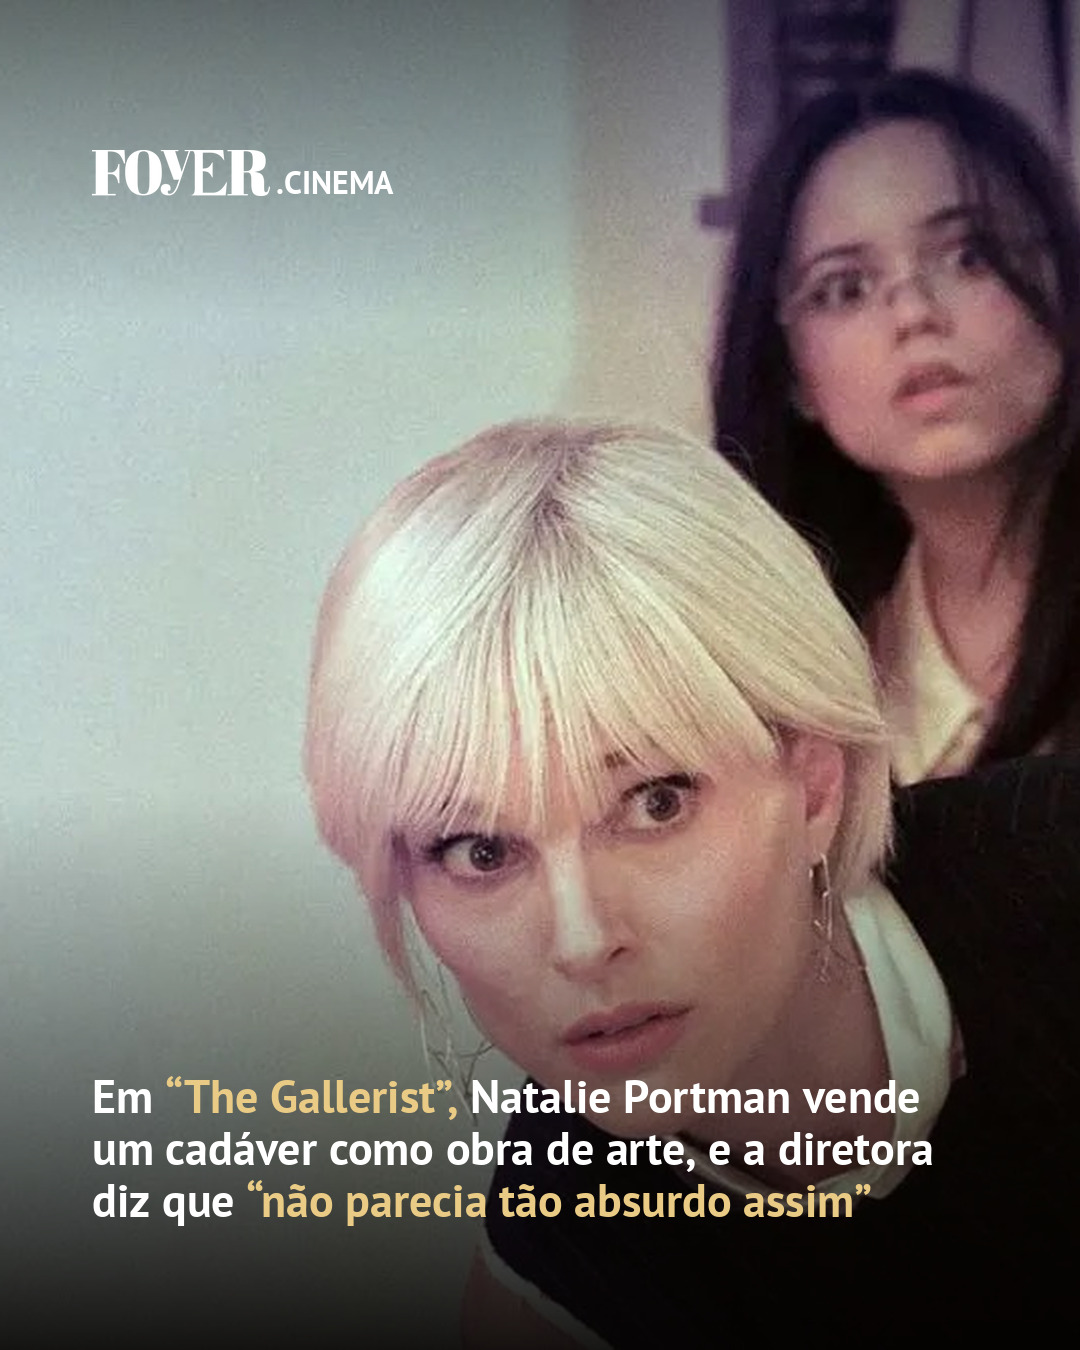 FOYER.CINEMA
Em “The Gallerist”, Natalie Portman vende
um cadáver como obra de arte, e a diretora
diz que “não parecia tão absurdo assim”